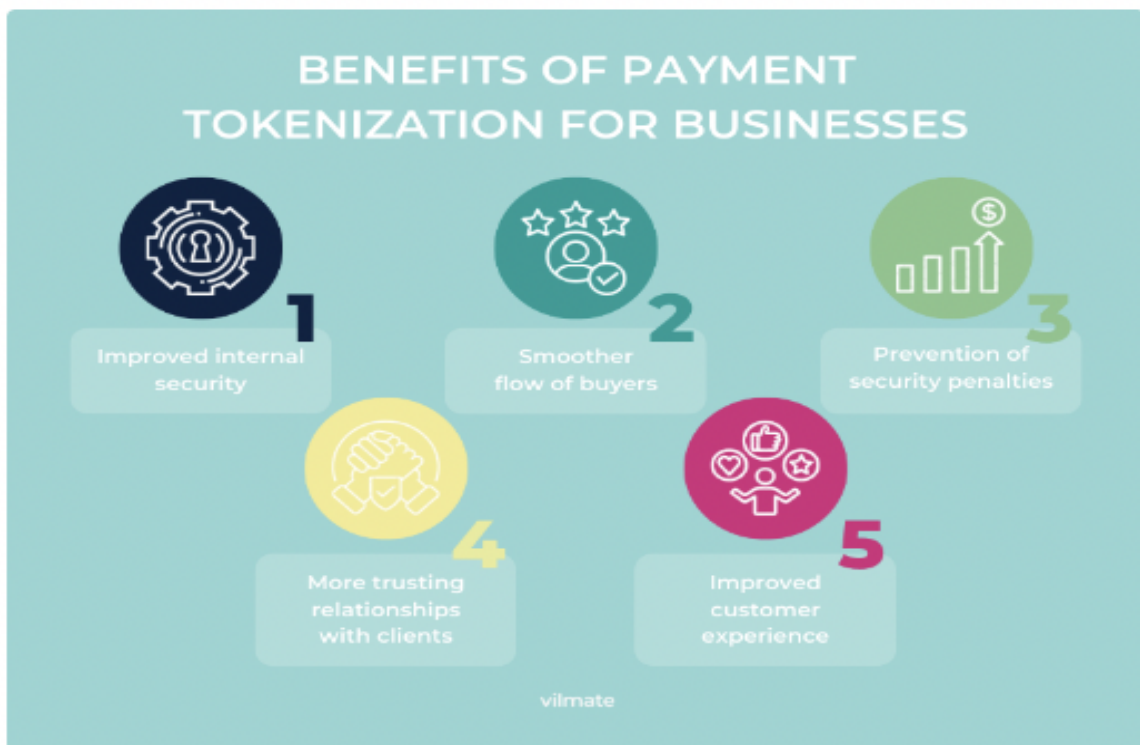 BENEFITS OF PAYMENT
TOKENIZATION FOR BUSINESSES
$
1
Improved internal
security
2
Smoother
flow of buyers
3
Prevention of
security penalties
4
More trusting
relationships
with clients
5
Improved
customer
experience
vilmate